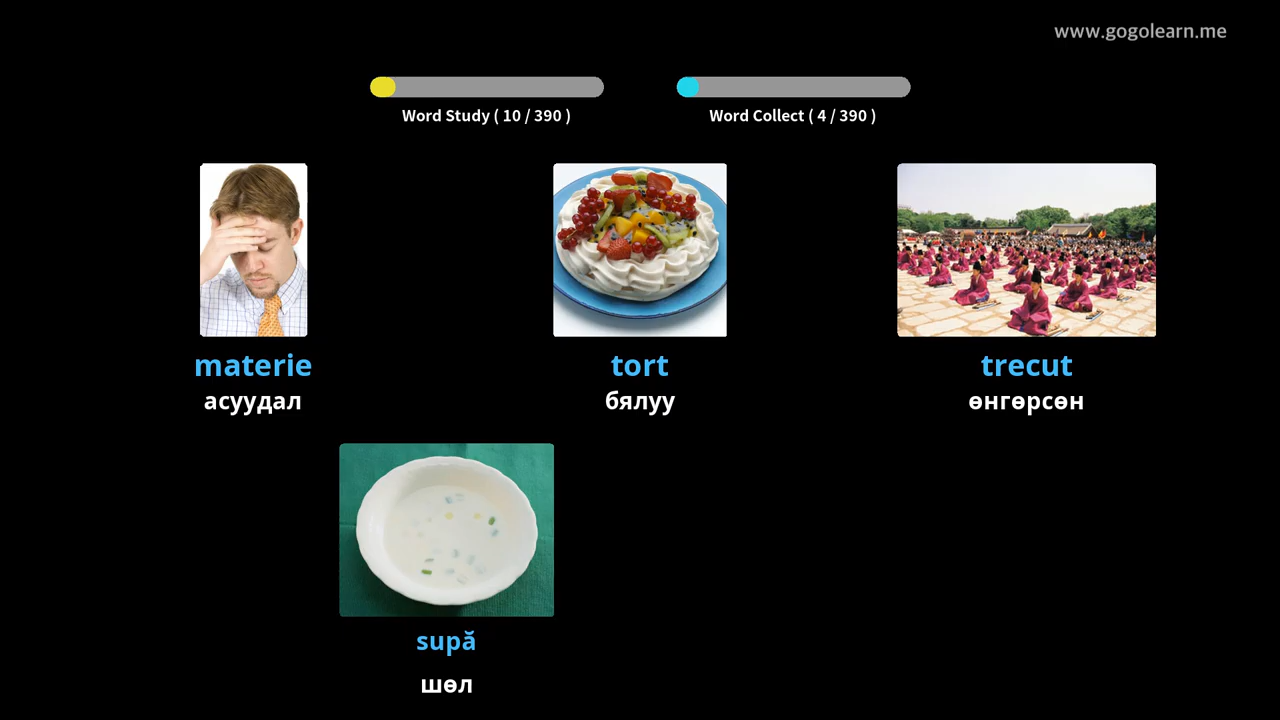 www.gogolearn.me
Word Study ( 10 / 390 )
Word Collect ( 4 / 390 )
materie
асуудал
tort
бялуу
trecut
өнгөрсөн
supă
шөл